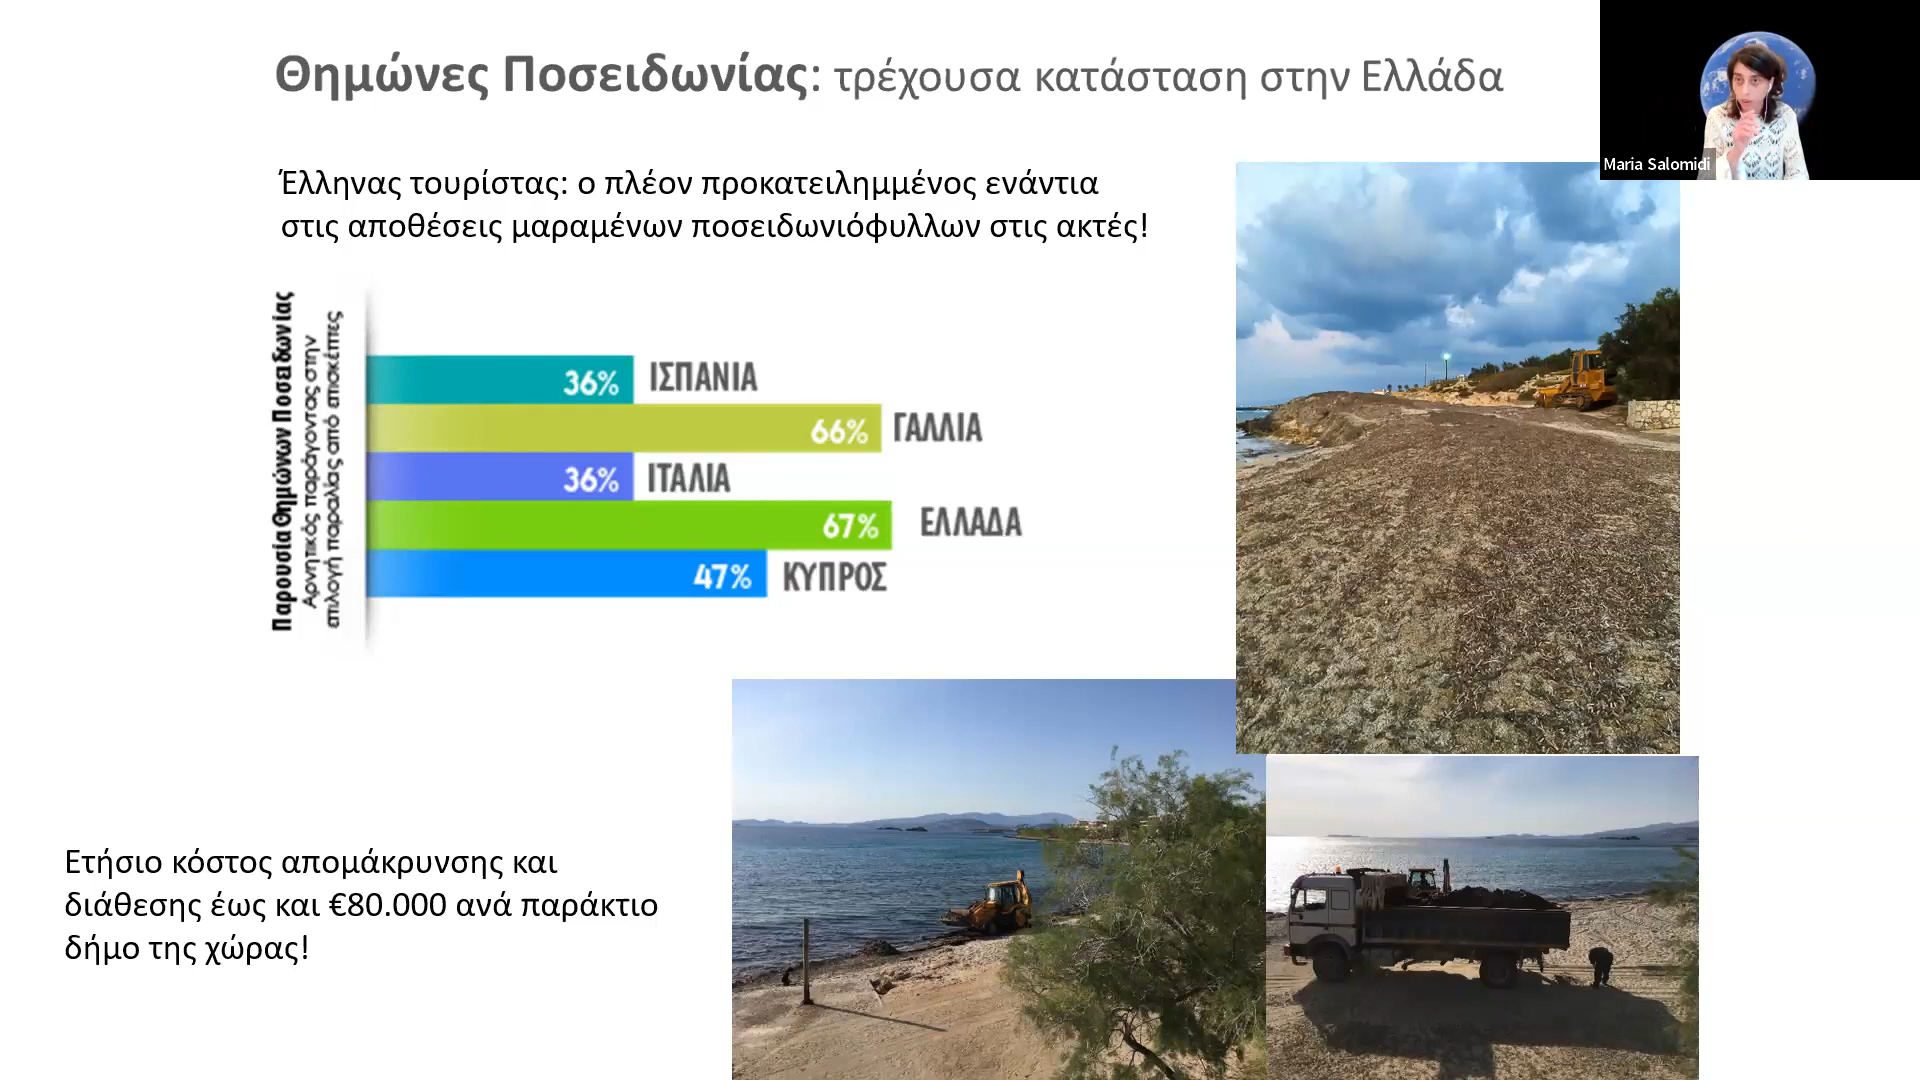 Θημώνες Ποσειδωνίας: τρέχουσα κατάσταση στην Ελλάδα
Maria Salomidi
Έλληνας τουρίστας: ο πλέον προκατειλημμένος ενάντια
στις αποθέσεις μαραμένων ποσειδωνιόφυλλων στις ακτές!
Παρουσία Θημώνων Ποσειδωνίας
Αρνητικός παράγοντας στην
επιλογή παραλίας από επισκέπτες
36% ΙΣΠΑΝΙΑ
66% ΓΑΛΛΙΑ
36% ΙΤΑΛΙΑ
67% ΕΛΛΑΔΑ
47% ΚΥΠΡΟΣ
Ετήσιο κόστος απομάκρυνσης και
διάθεσης έως και €80.000 ανά παράκτιο
δήμο της χώρας!